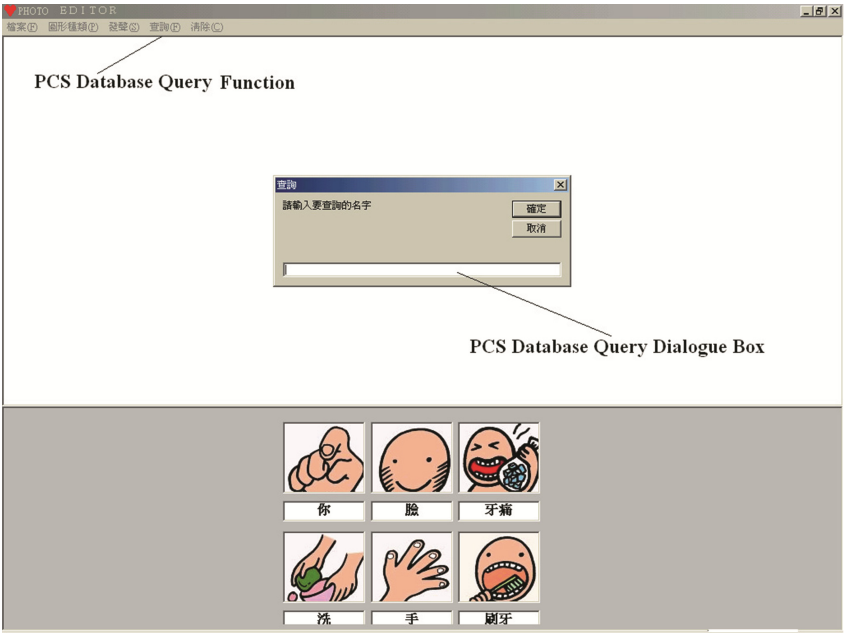 PHOTO EDITOR
檔案(F) 圖形種類(P) 發聲(S) 查詢(F) 清除(C)
PCS Database Query Function
查詢
請輸入要查詢的名字
確定
取消
PCS Database Query Dialogue Box
你 臉 牙痛
洗 手 刷牙